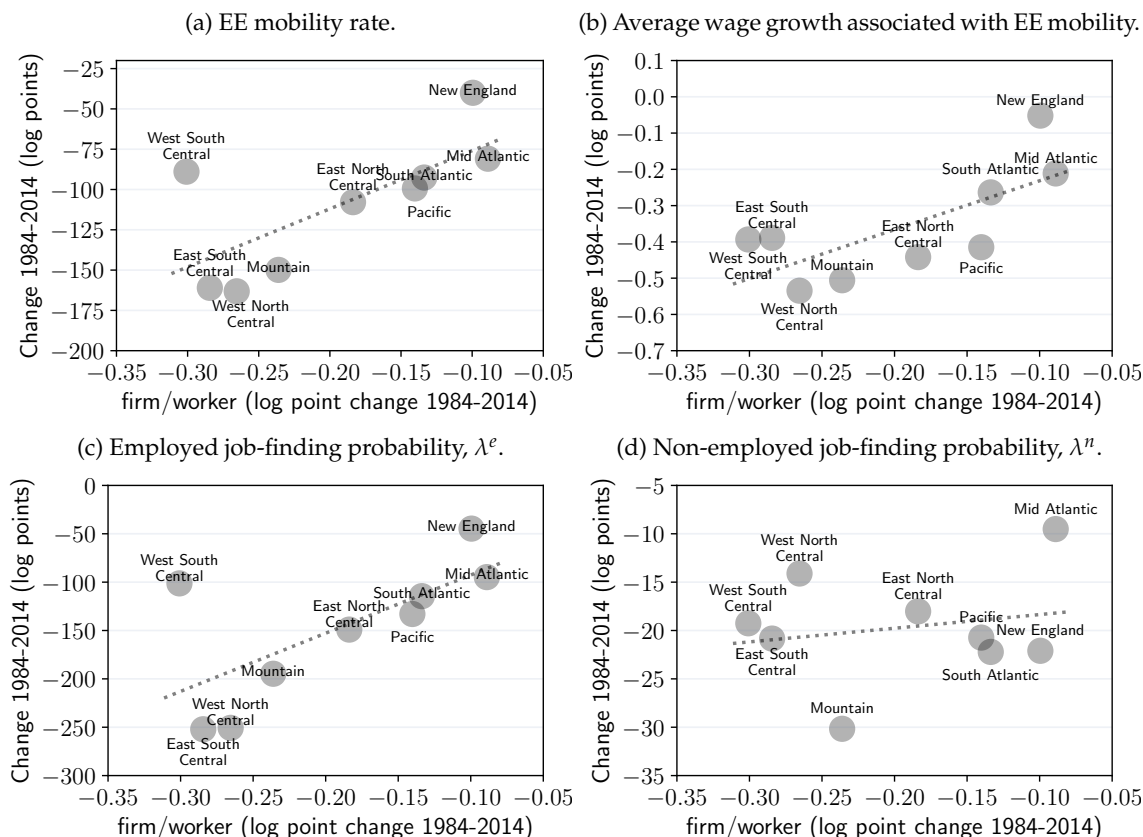 (a) EE mobility rate.
Change 1984-2014 (log points)
−25
−50
−75
−100
−125
−150
−175
−200
New England
West South
Central
East North
Central
Mid Atlantic
South Atlantic
Pacific
East South
Central
Mountain
West North
Central
−0.35 −0.30 −0.25 −0.20 −0.15 −0.10 −0.05
firm/worker (log point change 1984-2014)
(b) Average wage growth associated with EE mobility.
Change 1984-2014 (log points)
0.1
0.0
−0.1
−0.2
−0.3
−0.4
−0.5
−0.6
−0.7
New England
Mid Atlantic
South Atlantic
East South
Central
East North
Central
West South
Central
Mountain
Pacific
West North
Central
−0.35 −0.30 −0.25 −0.20 −0.15 −0.10 −0.05
firm/worker (log point change 1984-2014)
(c) Employed job-finding probability, λᵉ.
Change 1984-2014 (log points)
0
−50
−100
−150
−200
−250
−300
New England
West South
Central
Mid Atlantic
South Atlantic
East North
Central
Pacific
Mountain
West North
Central
East South
Central
−0.35 −0.30 −0.25 −0.20 −0.15 −0.10 −0.05
firm/worker (log point change 1984-2014)
(d) Non-employed job-finding probability, λⁿ.
Change 1984-2014 (log points)
−5
−10
−15
−20
−25
−30
−35
Mid Atlantic
West North
Central
East North
Central
West South
Central
Pacific
New England
East South
Central
South Atlantic
Mountain
−0.35 −0.30 −0.25 −0.20 −0.15 −0.10 −0.05
firm/worker (log point change 1984-2014)